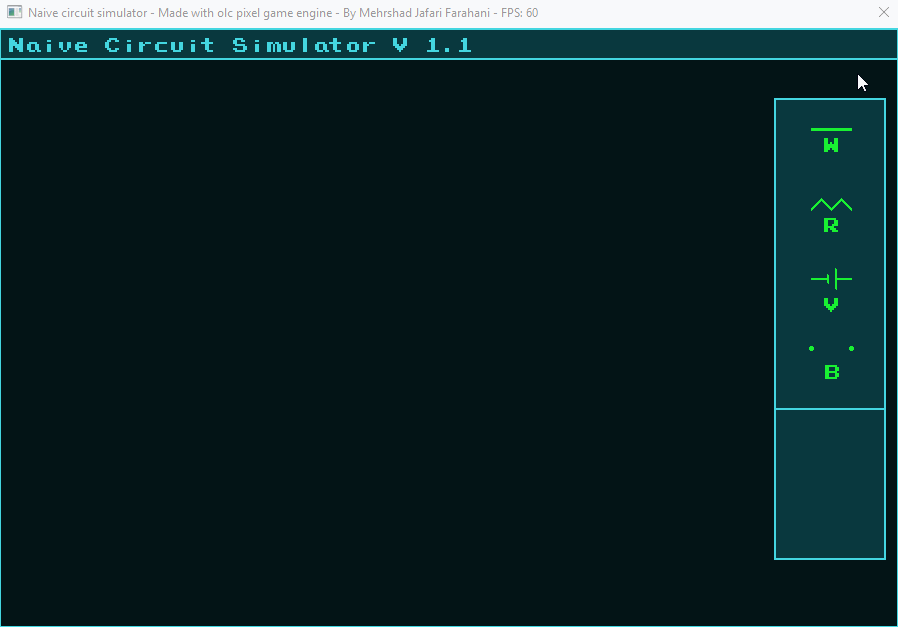 Naive circuit simulator - Made with olc pixel game engine - By Mehrshad Jafari Farahani - FPS: 60
Naive Circuit Simulator V 1.1
W
R
V
B